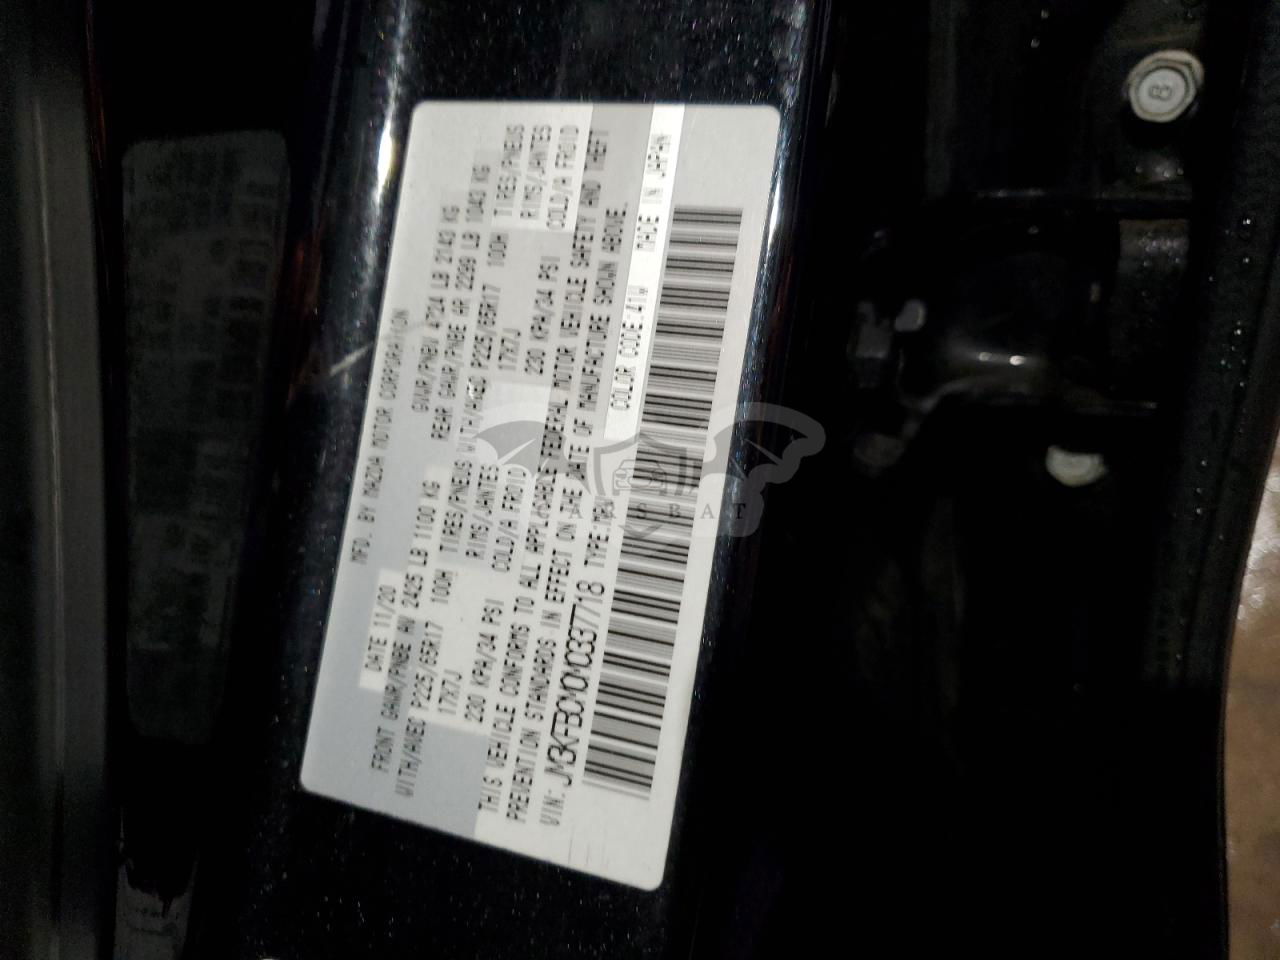 MFD. BY MAZDA MOTOR CORPORATION
DATE 11/20 GVWR/PNBV 4724 LB 2143 KG
FRONT GAWR/PNBE AV 2425 LB 1100 KG REAR GAWR/PNBE AR 2299 LB 1043 KG
WITH/AVEC P225/65R17 100H TIRES/PNEUS WITH/AVEC P225/65R17 100H TIRES/PNEUS
17X7J RIMS/JANTES 17X7J RIMS/JANTES
230 KPA/34 PSI COLD/A FROID 230 KPA/34 PSI COLD/A FROID
THIS VEHICLE CONFORMS TO ALL APPLICABLE FEDERAL MOTOR VEHICLE SAFETY AND THEFT
PREVENTION STANDARDS IN EFFECT ON THE DATE OF MANUFACTURE SHOWN ABOVE.
VIN: TYPE: COLOR CODE:41W MADE IN JAPAN
CARSBAT
8